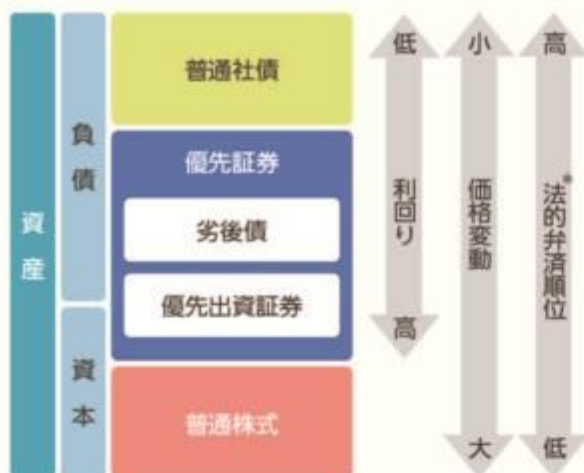 資産
負債
資本
普通社債
優先証券
劣後債
優先出資証券
普通株式
低
利回り
高
小
価格変動
大
高
法的弁済順位※
低